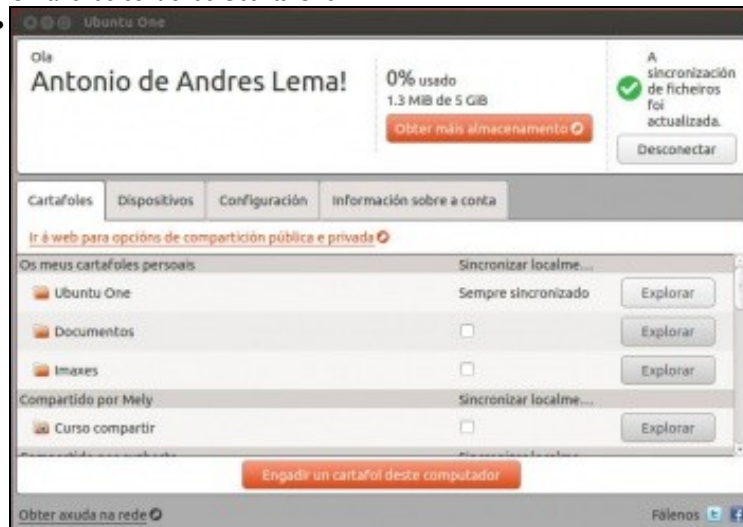 Ubuntu One
Ola
Antonio de Andres Lema!
0% usado
1.3 MiB de 5 GiB
Obter máis almacenamento
A
sincronización
de ficheiros
foi
actualizada.
Desconectar
Cartafoles Dispositivos Configuración Información sobre a conta
Ir á web para opcións de compartición pública e privada
Os meus cartafoles persoais Sincronizar localme...
Ubuntu One Sempre sincronizado Explorar
Documentos Explorar
Imaxes Explorar
Compartido por Mely Sincronizar localme...
Curso compartir Explorar
Engadir un cartafol deste computador
Obter axuda na rede Fálenos